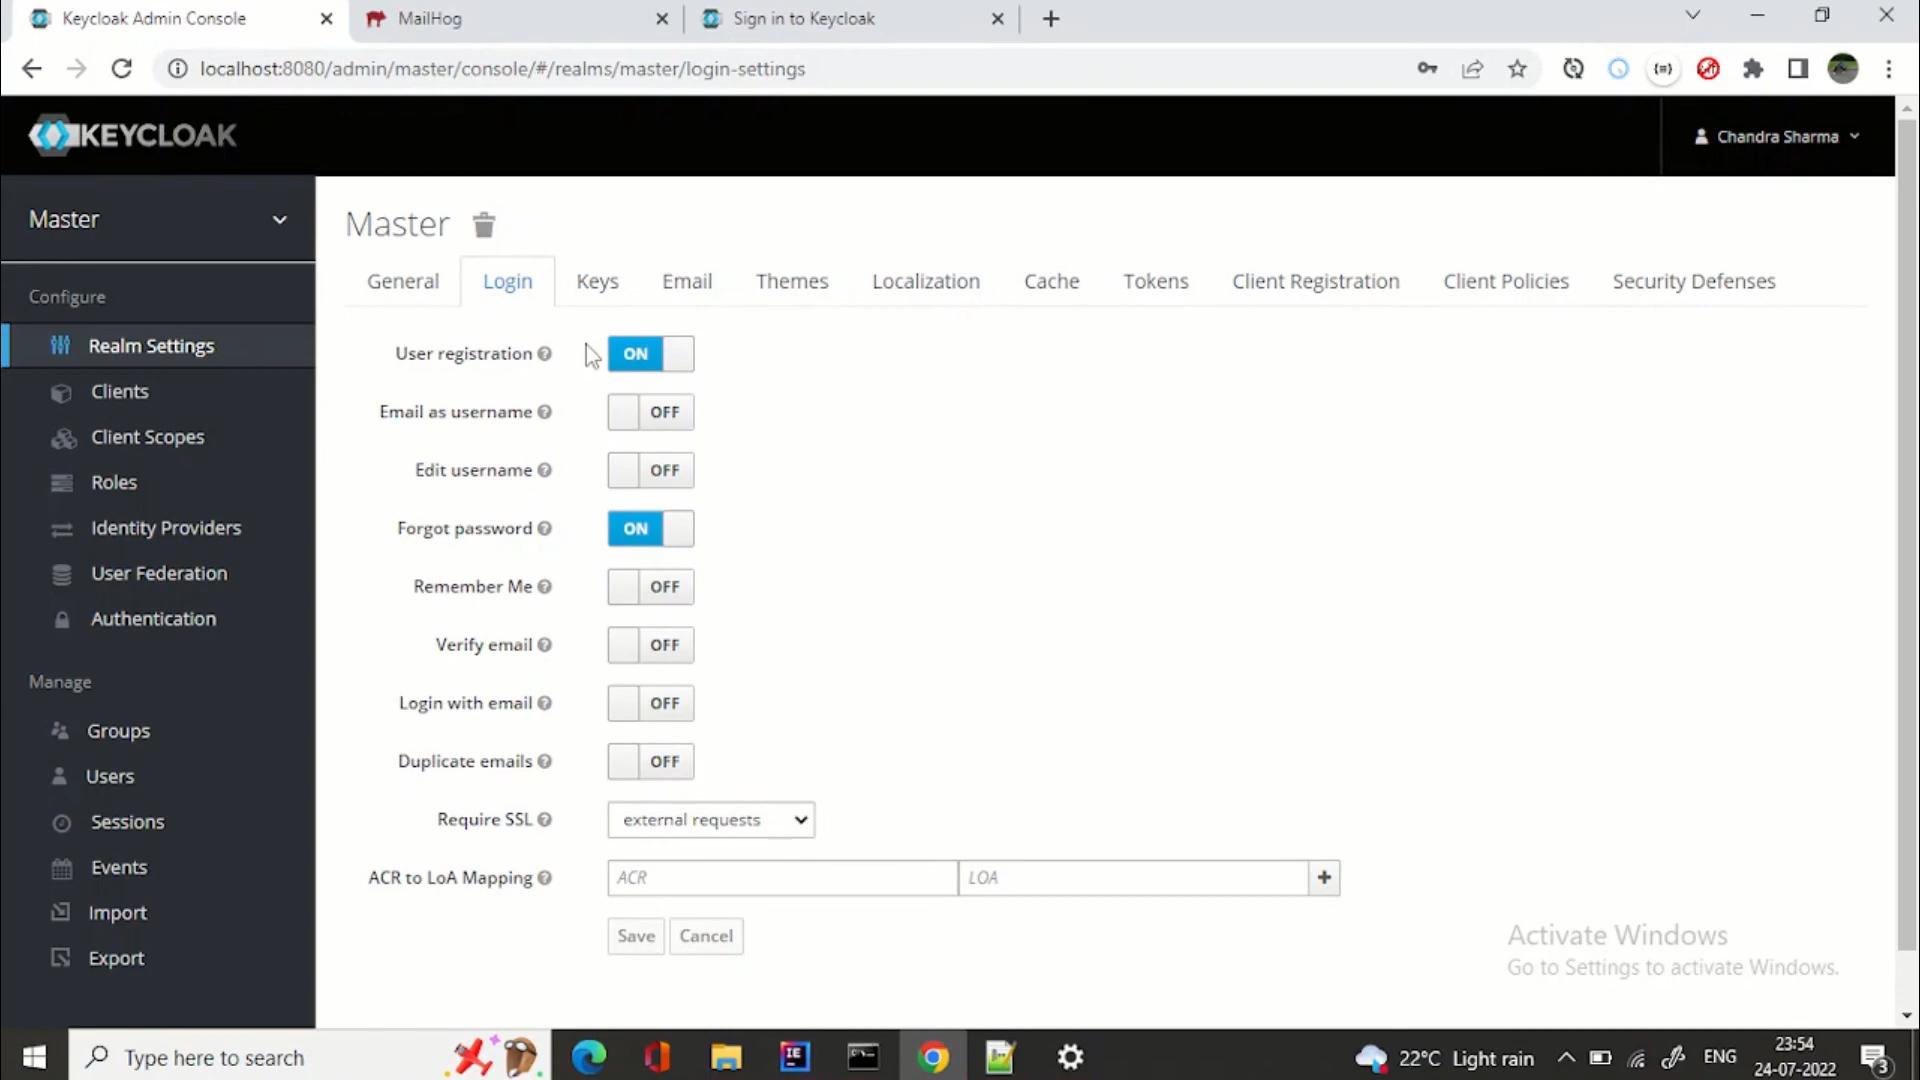 Keycloak Admin Console
MailHog
Sign in to Keycloak
localhost:8080/admin/master/console/#/realms/master/login-settings
KEYCLOAK
Chandra Sharma
Master
Configure
Realm Settings
Clients
Client Scopes
Roles
Identity Providers
User Federation
Authentication
Manage
Groups
Users
Sessions
Events
Import
Export
Master
General Login Keys Email Themes Localization Cache Tokens Client Registration Client Policies Security Defenses
User registration ON
Email as username OFF
Edit username OFF
Forgot password ON
Remember Me OFF
Verify email OFF
Login with email OFF
Duplicate emails OFF
Require SSL external requests
ACR to LoA Mapping ACR LOA +
Save Cancel
Activate Windows
Go to Settings to activate Windows.
Type here to search
22°C Light rain
ENG
23:54
24-07-2022
3